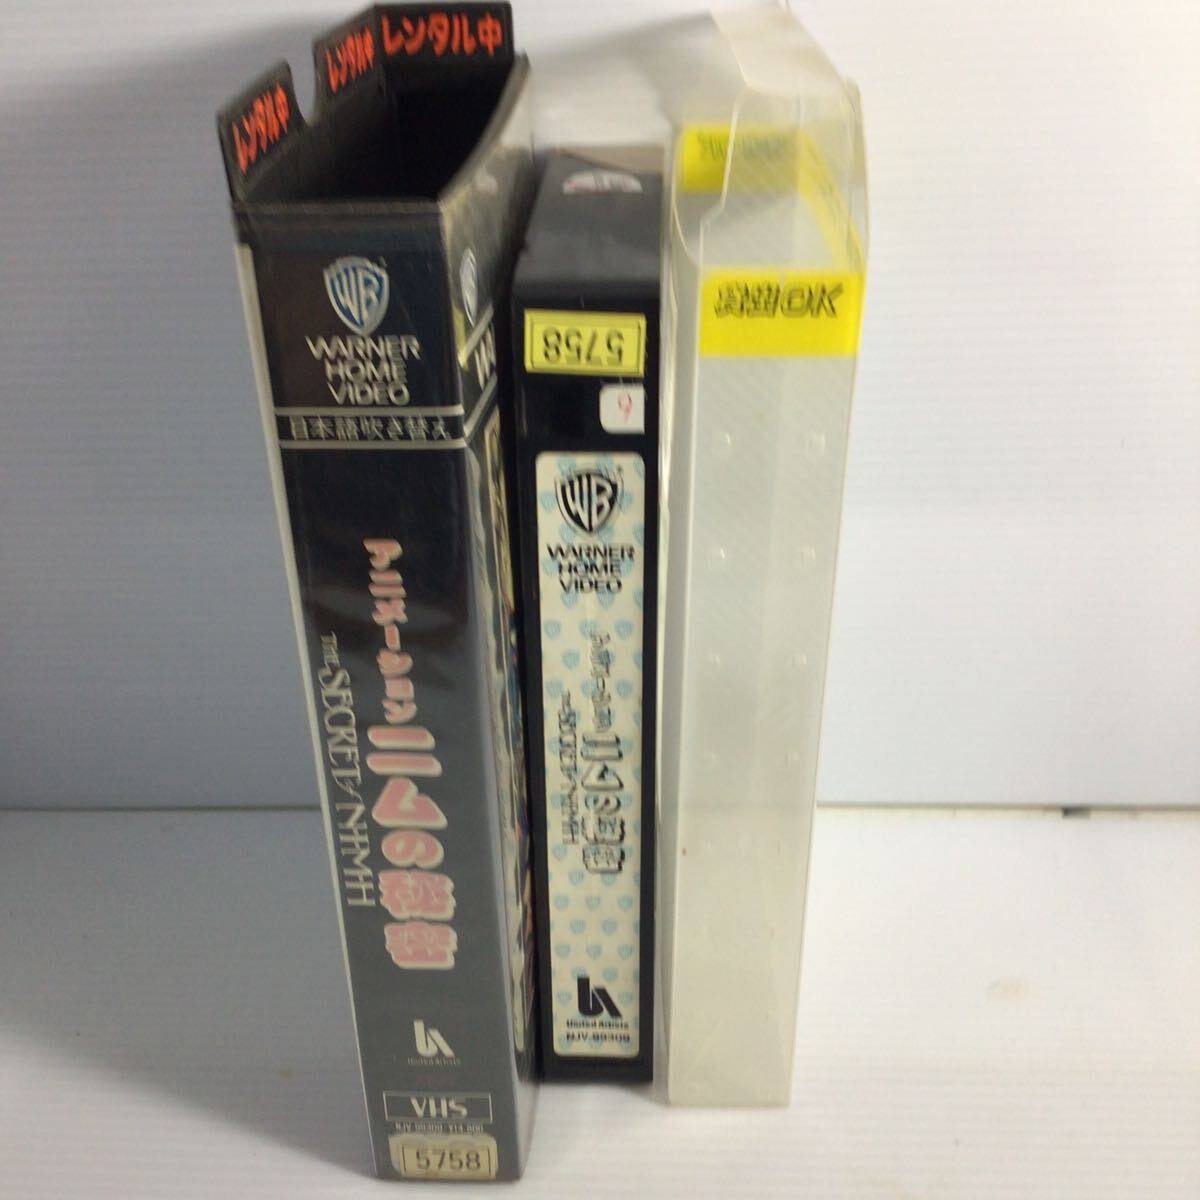 レンタル中
レンタル中
レンタル中
WB
WARNER
HOME
VIDEO
日本語吹き替え
アニメーション
ニムの秘密
THE SECRET OF NIMH
United Artists
VHS
5758
5758
9
WB
WARNER
HOME
VIDEO
アニメーション
ニムの秘密
THE SECRET OF NIMH
United Artists
貸出OK